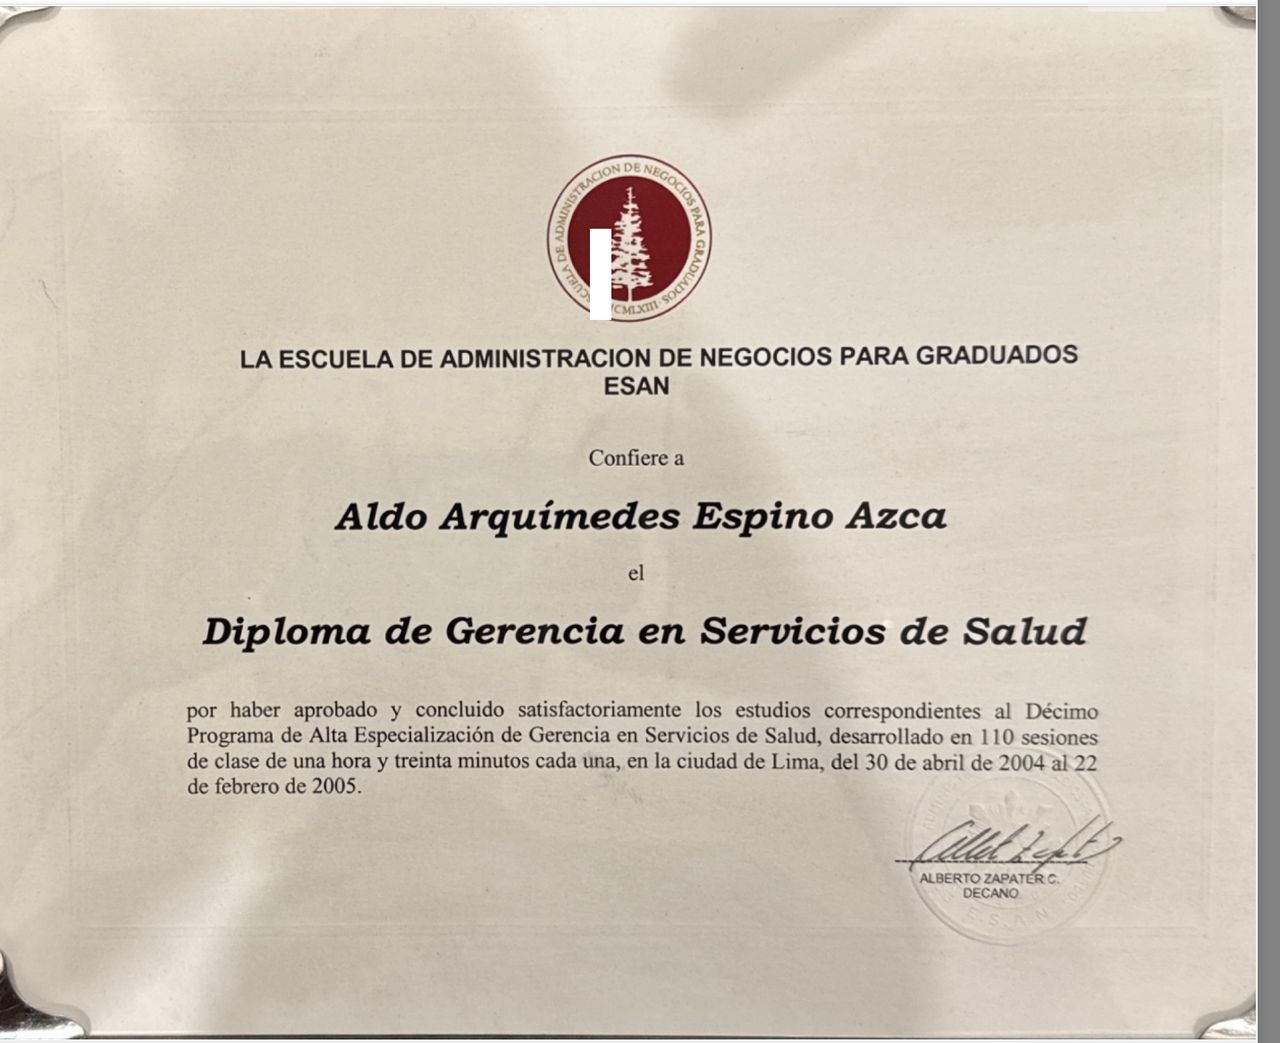 ESCUELA DE ADMINISTRACION DE NEGOCIOS PARA GRADUADOS
LA ESCUELA DE ADMINISTRACION DE NEGOCIOS PARA GRADUADOS
ESAN
Confiere a
Aldo Arquímedes Espino Azca
el
Diploma de Gerencia en Servicios de Salud
por haber aprobado y concluido satisfactoriamente los estudios correspondientes al Décimo
Programa de Alta Especialización de Gerencia en Servicios de Salud, desarrollado en 110 sesiones
de clase de una hora y treinta minutos cada una, en la ciudad de Lima, del 30 de abril de 2004 al 22
de febrero de 2005.
ALBERTO ZAPATER C.
DECANO
E.S.A.N